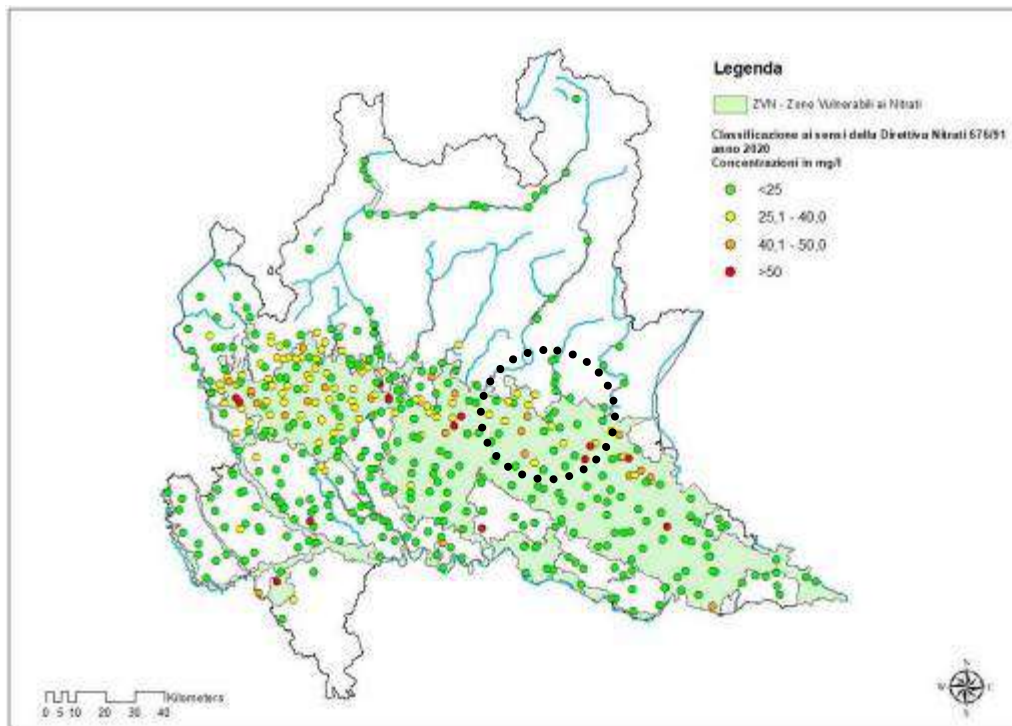 Legenda
ZVN - Zone Vulnerabili ai Nitrati
Classificazione ai sensi della Direttiva Nitrati 676/91
anno 2020
Concentrazioni in mg/l
<25
25,1 - 40,0
40,1 - 50,0
>50
Kilometers
0 5 10 20 30 40
N
W E
S